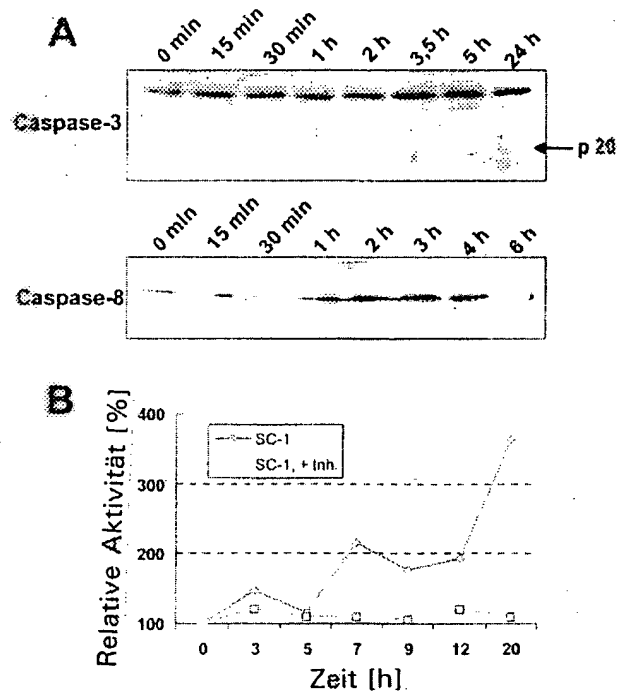 A
0 min 15 min 30 min 1 h 2 h 3,5 h 5 h 24 h
Caspase-3
p 20
0 min 15 min 30 min 1 h 2 h 3 h 4 h 6 h
Caspase-8
B
Relative Aktivität [%]
400
300
200
100
SC-1
SC-1, + Inh.
0 3 5 7 9 12 20
Zeit [h]